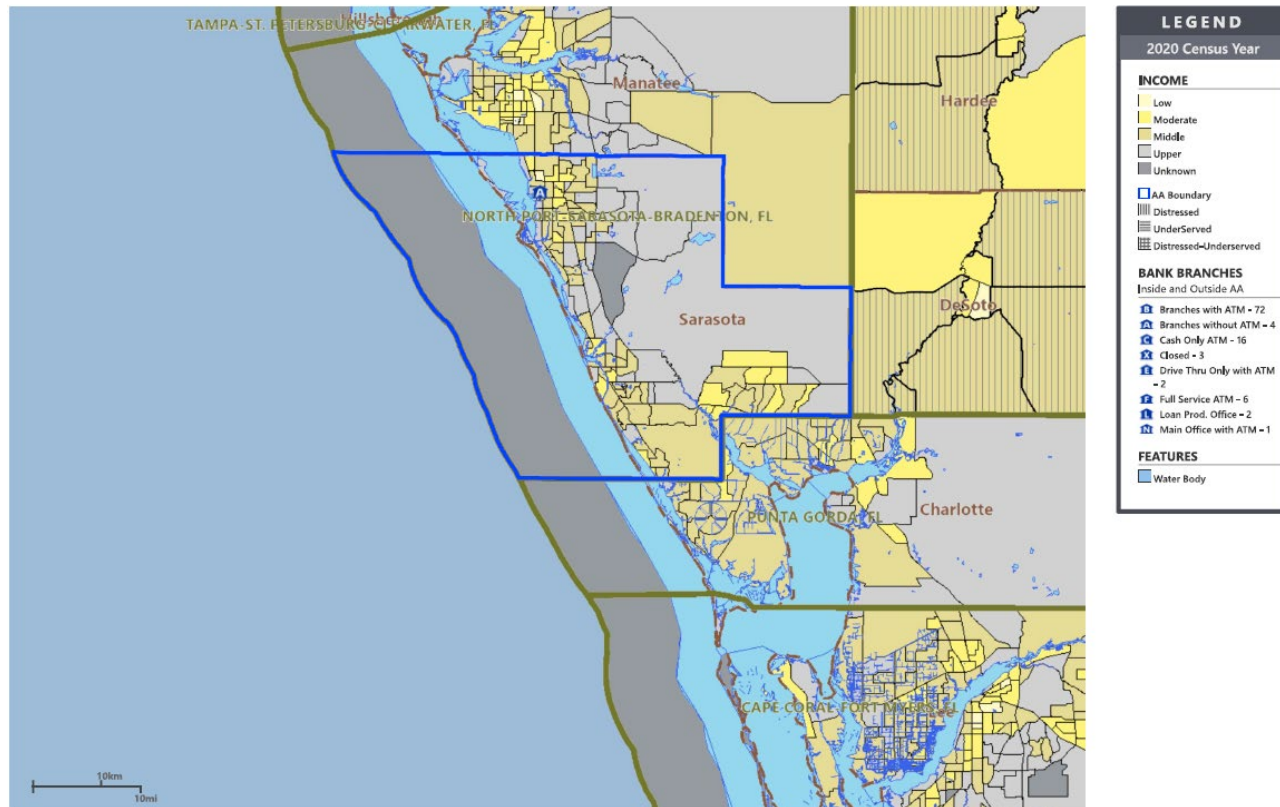 TAMPA-ST. PETERSBURG-CLEARWATER, FL
Hillsborough
Manatee
Hardee
A
NORTH PORT-SARASOTA-BRADENTON, FL
DeSoto
Sarasota
PUNTA GORDA, FL
Charlotte
CAPE CORAL-FORT MYERS, FL
10km
10mi
LEGEND
2020 Census Year
INCOME
Low
Moderate
Middle
Upper
Unknown
AA Boundary
Distressed
UnderServed
Distressed-Underserved
BANK BRANCHES
Inside and Outside AA
B Branches with ATM - 72
A Branches without ATM - 4
C Cash Only ATM - 16
X Closed - 3
E Drive Thru Only with ATM
- 2
F Full Service ATM - 6
L Loan Prod. Office - 2
N Main Office with ATM - 1
FEATURES
Water Body